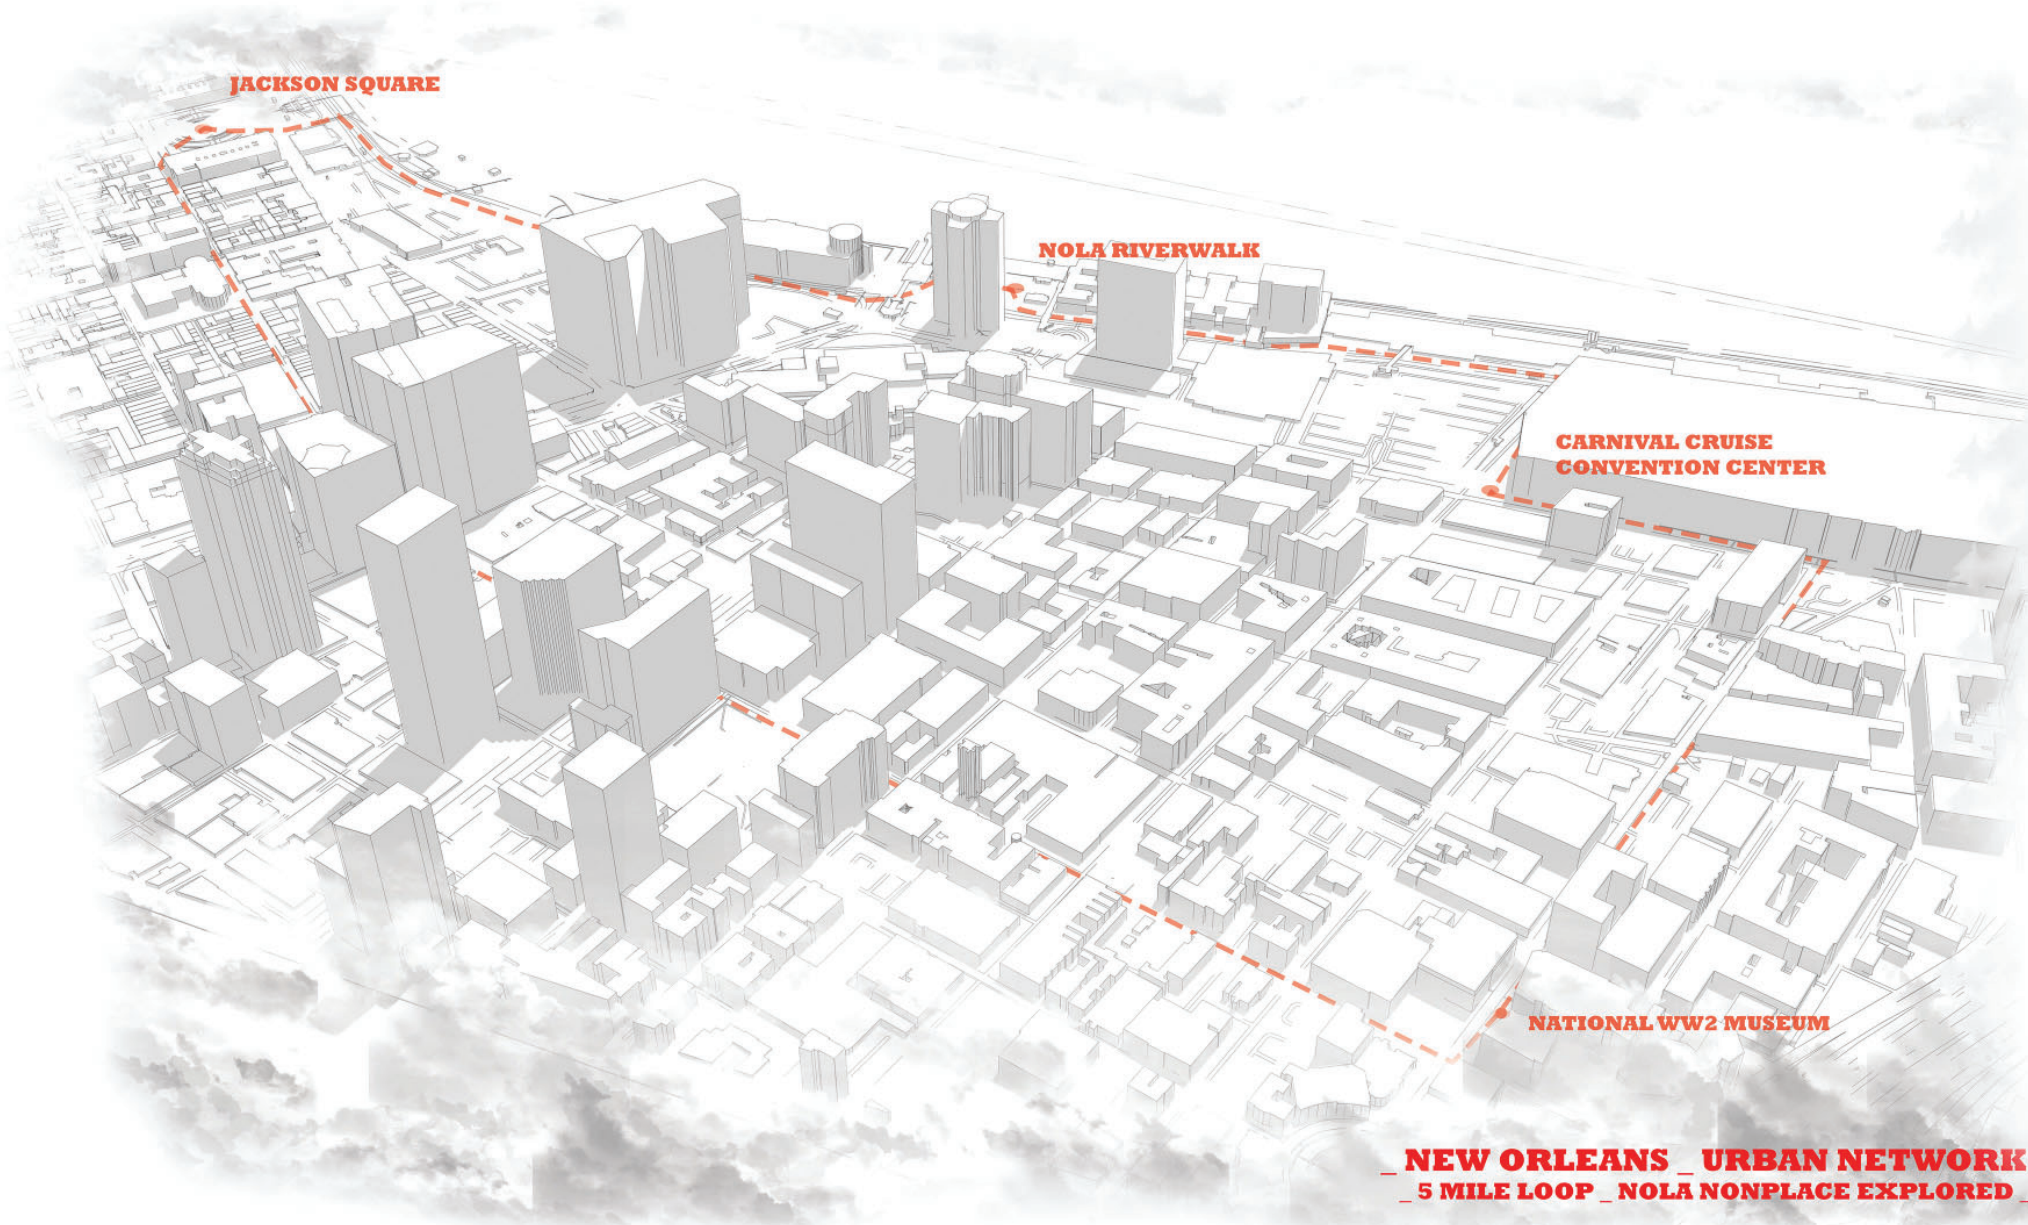 JACKSON SQUARE
NOLA RIVERWALK
CARNIVAL CRUISE
CONVENTION CENTER
NATIONAL WW2 MUSEUM
_ NEW ORLEANS _ URBAN NETWORK
_ 5 MILE LOOP _ NOLA NONPLACE EXPLORED _